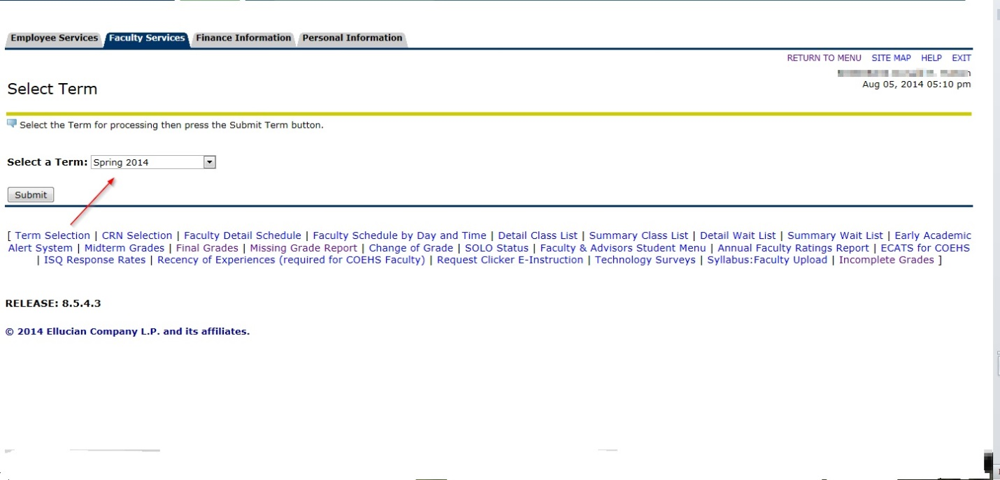 Employee Services Faculty Services Finance Information Personal Information
RETURN TO MENU SITE MAP HELP EXIT
Select Term
Aug 05, 2014 05:10 pm
Select the Term for processing then press the Submit Term button.
Select a Term: Spring 2014
Submit
[ Term Selection | CRN Selection | Faculty Detail Schedule | Faculty Schedule by Day and Time | Detail Class List | Summary Class List | Detail Wait List | Summary Wait List | Early Academic
Alert System | Midterm Grades | Final Grades | Missing Grade Report | Change of Grade | SOLO Status | Faculty & Advisors Student Menu | Annual Faculty Ratings Report | ECATS for COEHS
| ISQ Response Rates | Recency of Experiences (required for COEHS Faculty) | Request Clicker E-Instruction | Technology Surveys | Syllabus:Faculty Upload | Incomplete Grades ]
RELEASE: 8.5.4.3
© 2014 Ellucian Company L.P. and its affiliates.